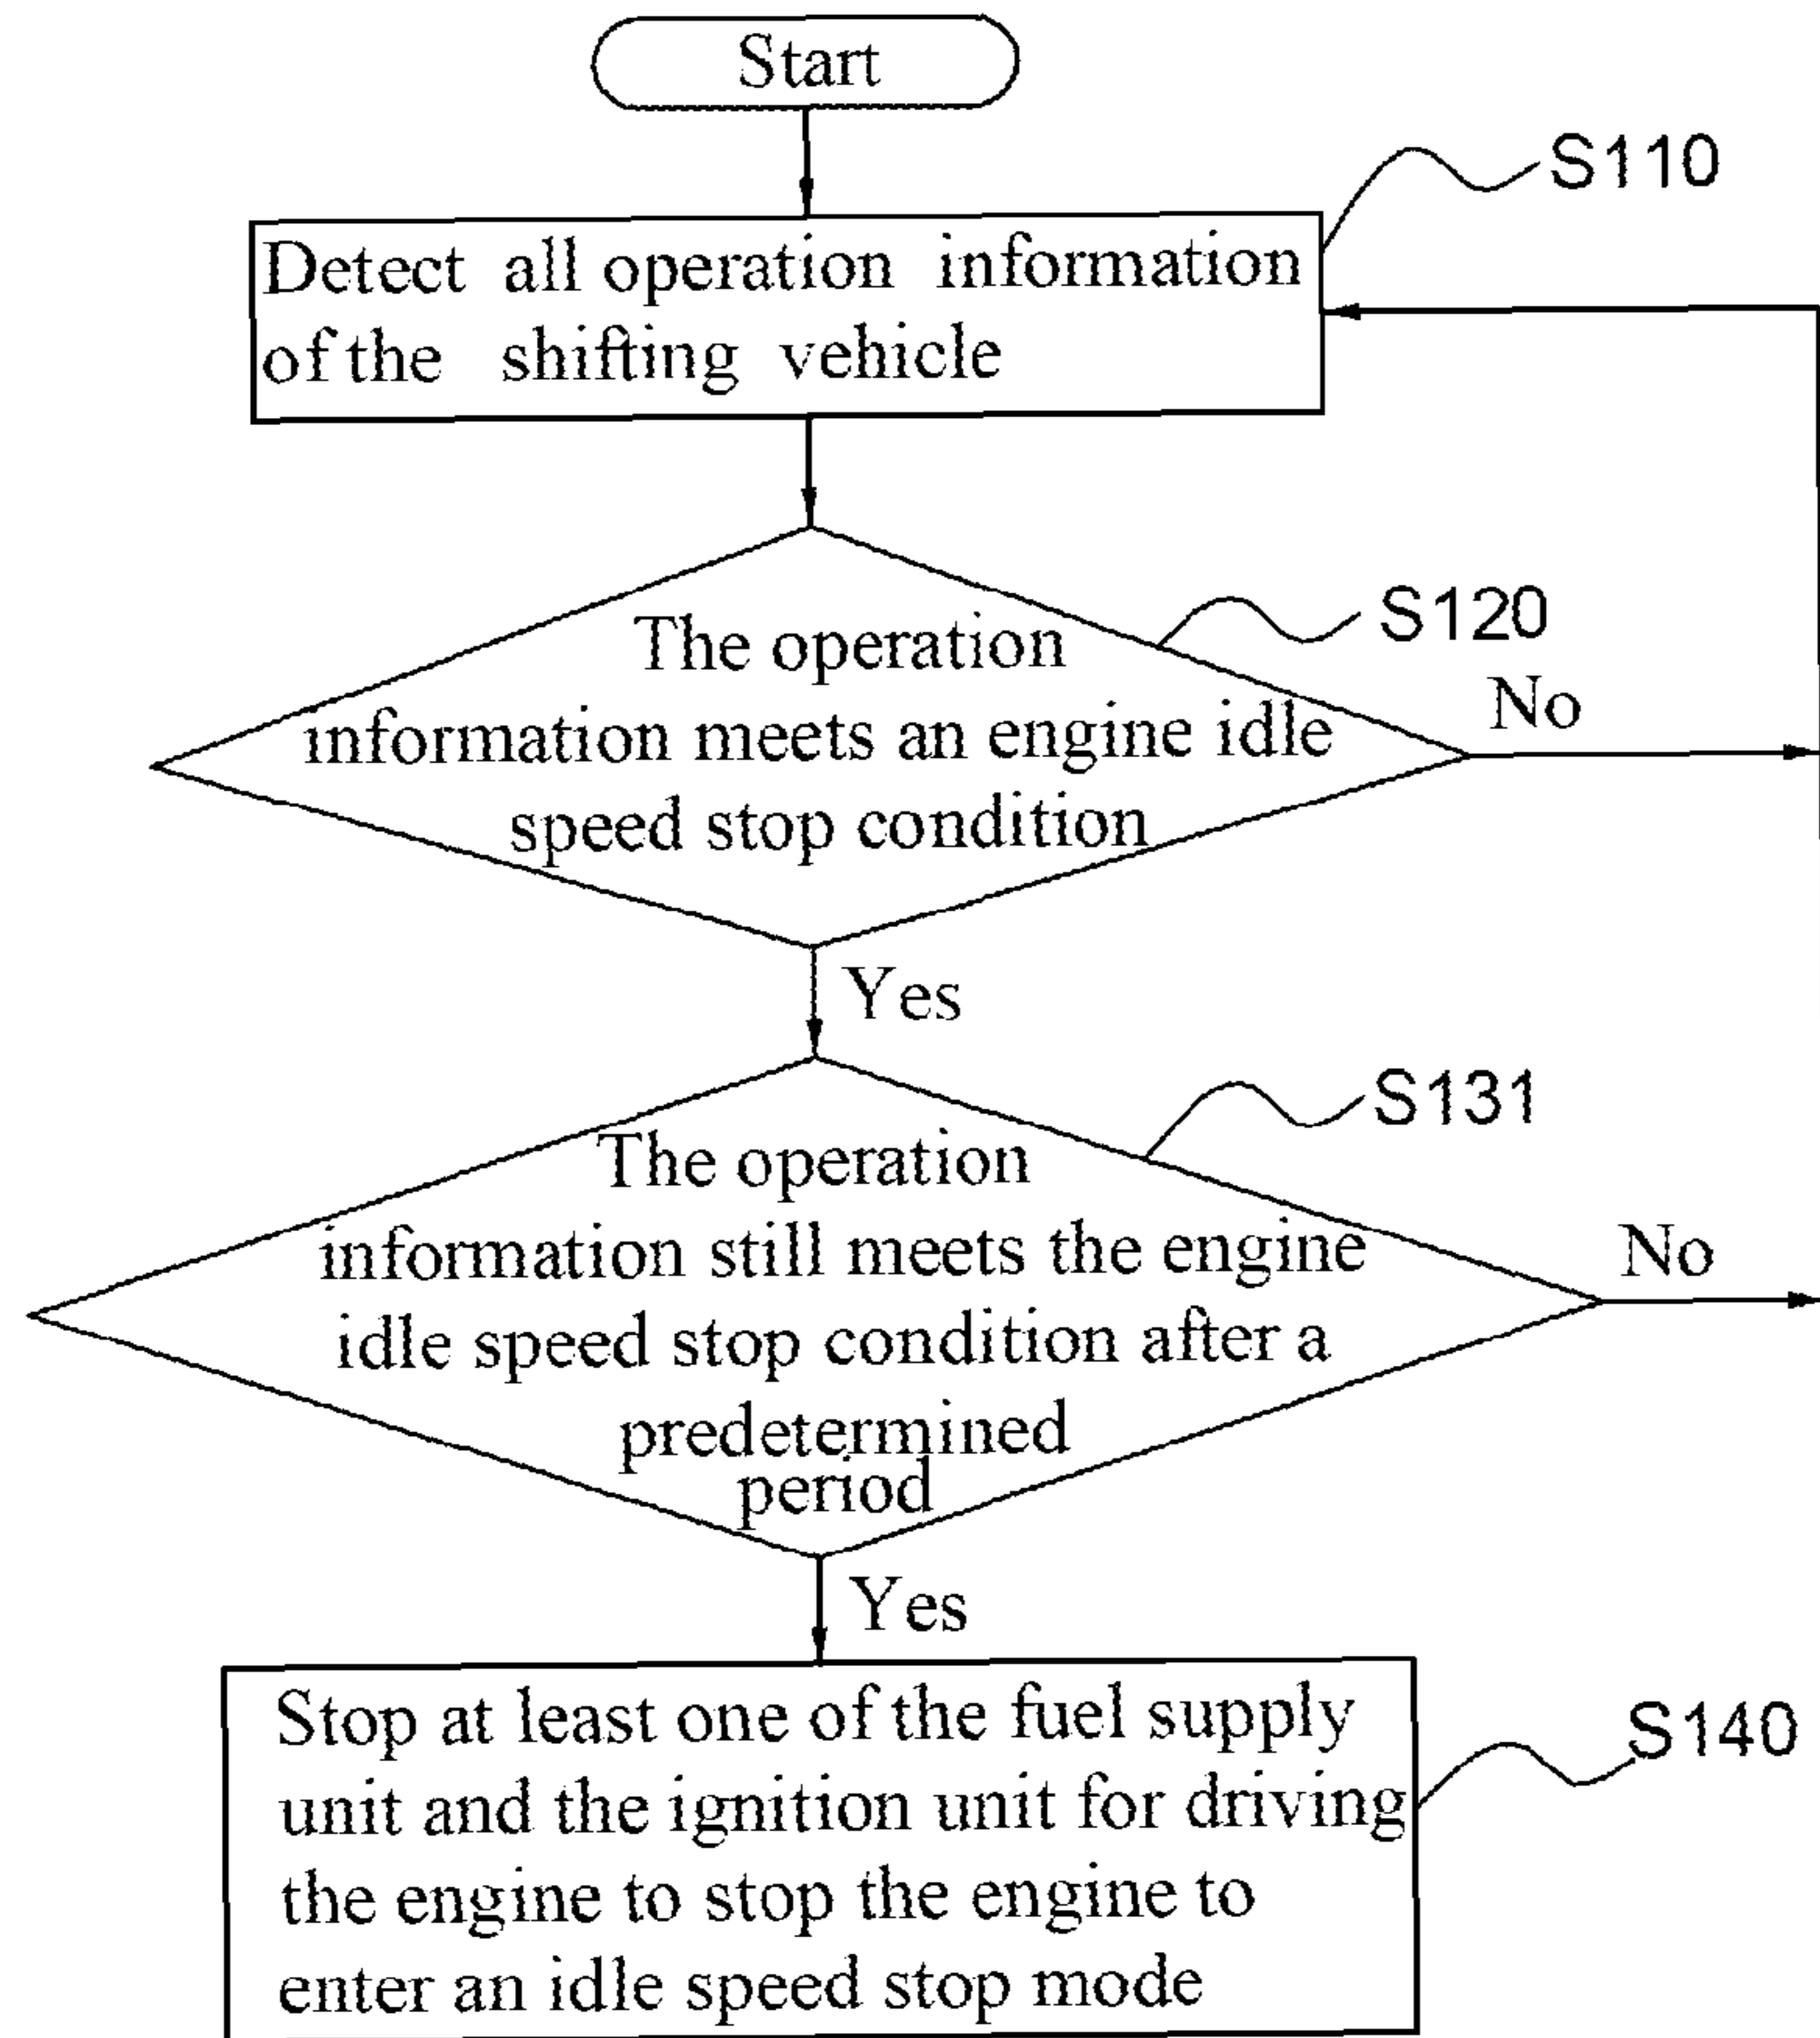 Start
S110
Detect all operation information
of the shifting vehicle
S120
The operation
information meets an engine idle
speed stop condition
No
Yes
S131
The operation
information still meets the engine
idle speed stop condition after a
predetermined
period
No
Yes
S140
Stop at least one of the fuel supply
unit and the ignition unit for driving
the engine to stop the engine to
enter an idle speed stop mode